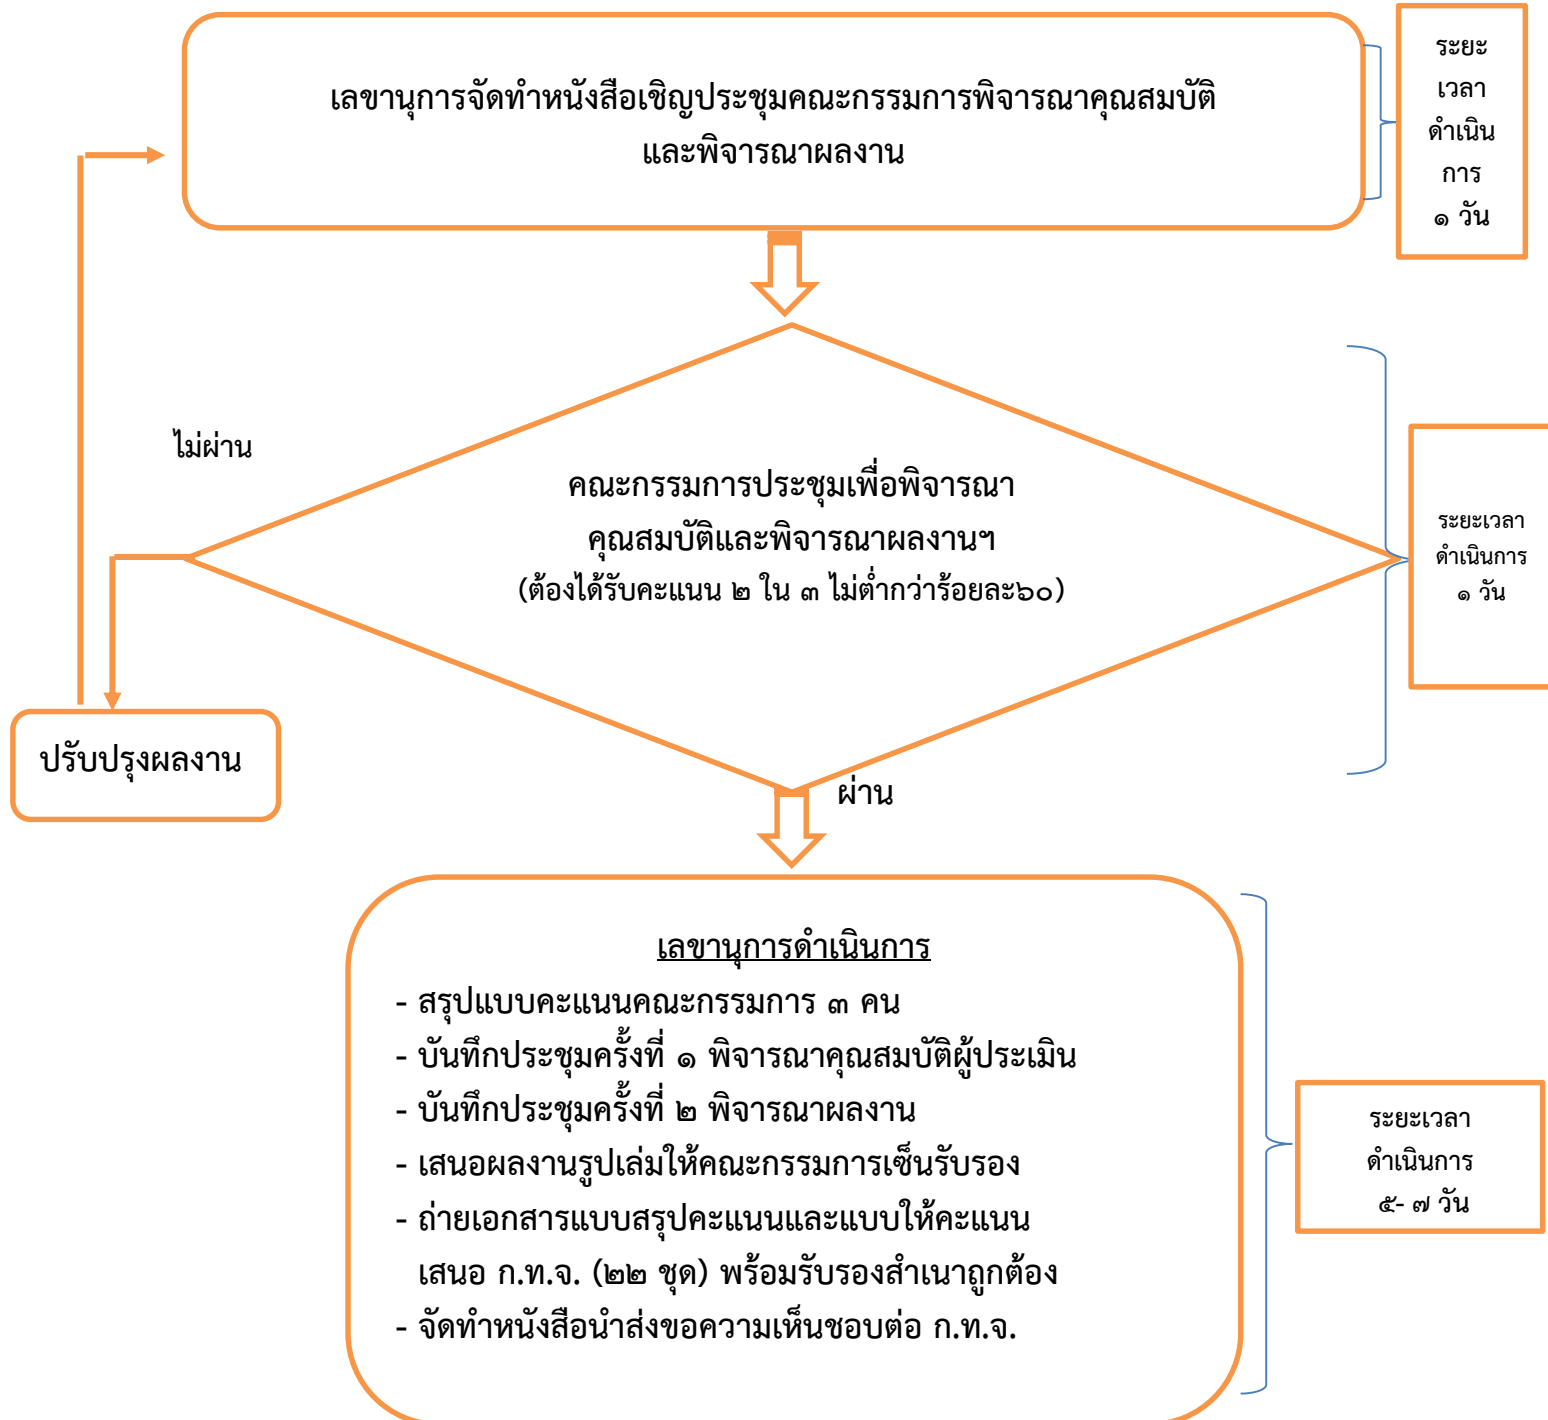 เลขานุการจัดทำหนังสือเชิญประชุมคณะกรรมการพิจารณาคุณสมบัติ
และพิจารณาผลงาน
ระยะ
เวลา
ดำเนิน
การ
๑ วัน
ไม่ผ่าน
คณะกรรมการประชุมเพื่อพิจารณา
คุณสมบัติและพิจารณาผลงานฯ
(ต้องได้รับคะแนน ๒ ใน ๓ ไม่ต่ำกว่าร้อยละ๖๐)
ระยะเวลา
ดำเนินการ
๑ วัน
ปรับปรุงผลงาน
ผ่าน
เลขานุการดำเนินการ
- สรุปแบบคะแนนคณะกรรมการ ๓ คน
- บันทึกประชุมครั้งที่ ๑ พิจารณาคุณสมบัติผู้ประเมิน
- บันทึกประชุมครั้งที่ ๒ พิจารณาผลงาน
- เสนอผลงานรูปเล่มให้คณะกรรมการเซ็นรับรอง
- ถ่ายเอกสารแบบสรุปคะแนนและแบบให้คะแนน
เสนอ ก.ท.จ. (๒๒ ชุด) พร้อมรับรองสำเนาถูกต้อง
- จัดทำหนังสือนำส่งขอความเห็นชอบต่อ ก.ท.จ.
ระยะเวลา
ดำเนินการ
๕- ๗ วัน